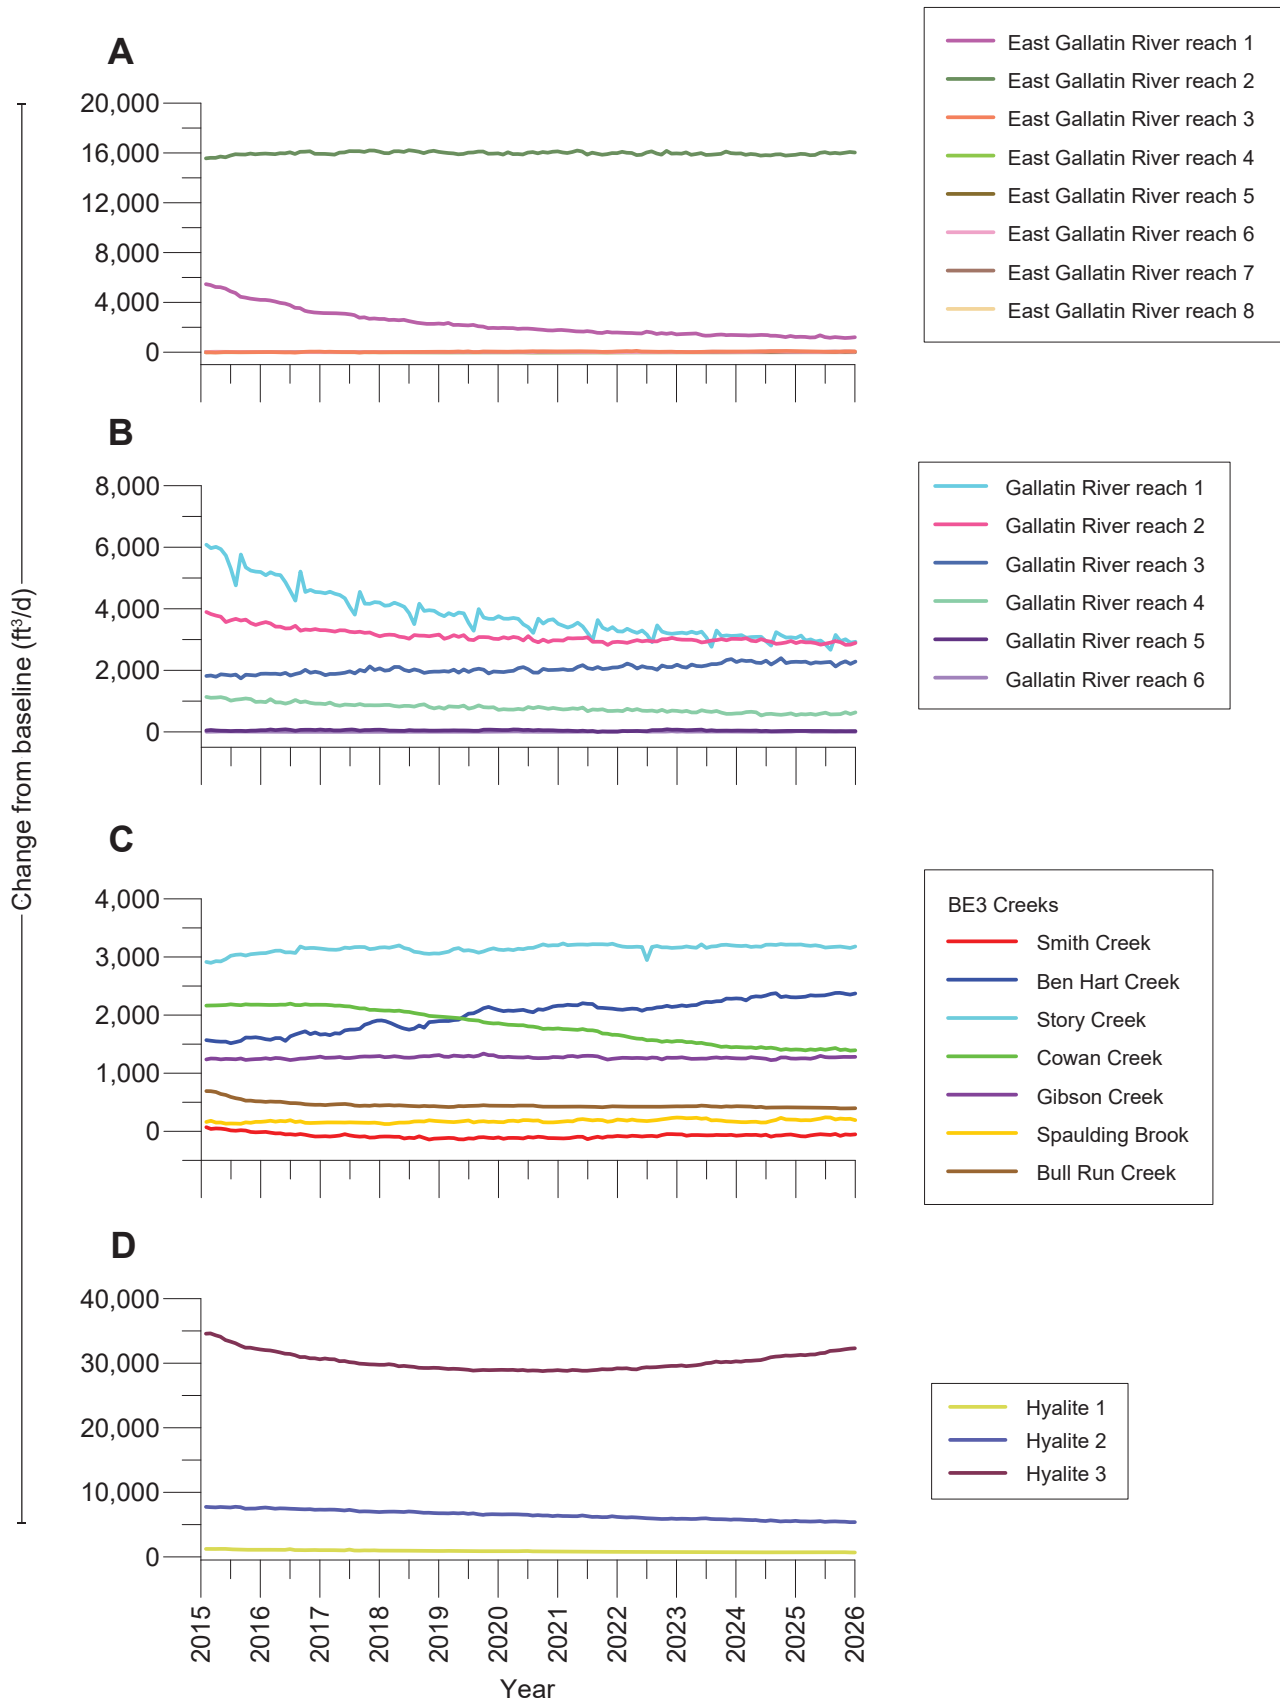 A
20,000
16,000
12,000
8,000
4,000
0
East Gallatin River reach 1
East Gallatin River reach 2
East Gallatin River reach 3
East Gallatin River reach 4
East Gallatin River reach 5
East Gallatin River reach 6
East Gallatin River reach 7
East Gallatin River reach 8
B
8,000
6,000
4,000
2,000
0
Gallatin River reach 1
Gallatin River reach 2
Gallatin River reach 3
Gallatin River reach 4
Gallatin River reach 5
Gallatin River reach 6
Change from baseline (ft³/d)
C
4,000
3,000
2,000
1,000
0
BE3 Creeks
Smith Creek
Ben Hart Creek
Story Creek
Cowan Creek
Gibson Creek
Spaulding Brook
Bull Run Creek
D
40,000
30,000
20,000
10,000
0
Hyalite 1
Hyalite 2
Hyalite 3
2015 2016 2017 2018 2019 2020 2021 2022 2023 2024 2025 2026
Year